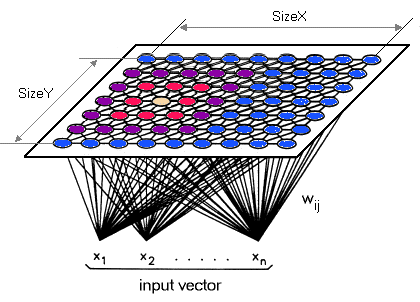 SizeX
SizeY
wij
x1 x2 . . . . . xn
input vector